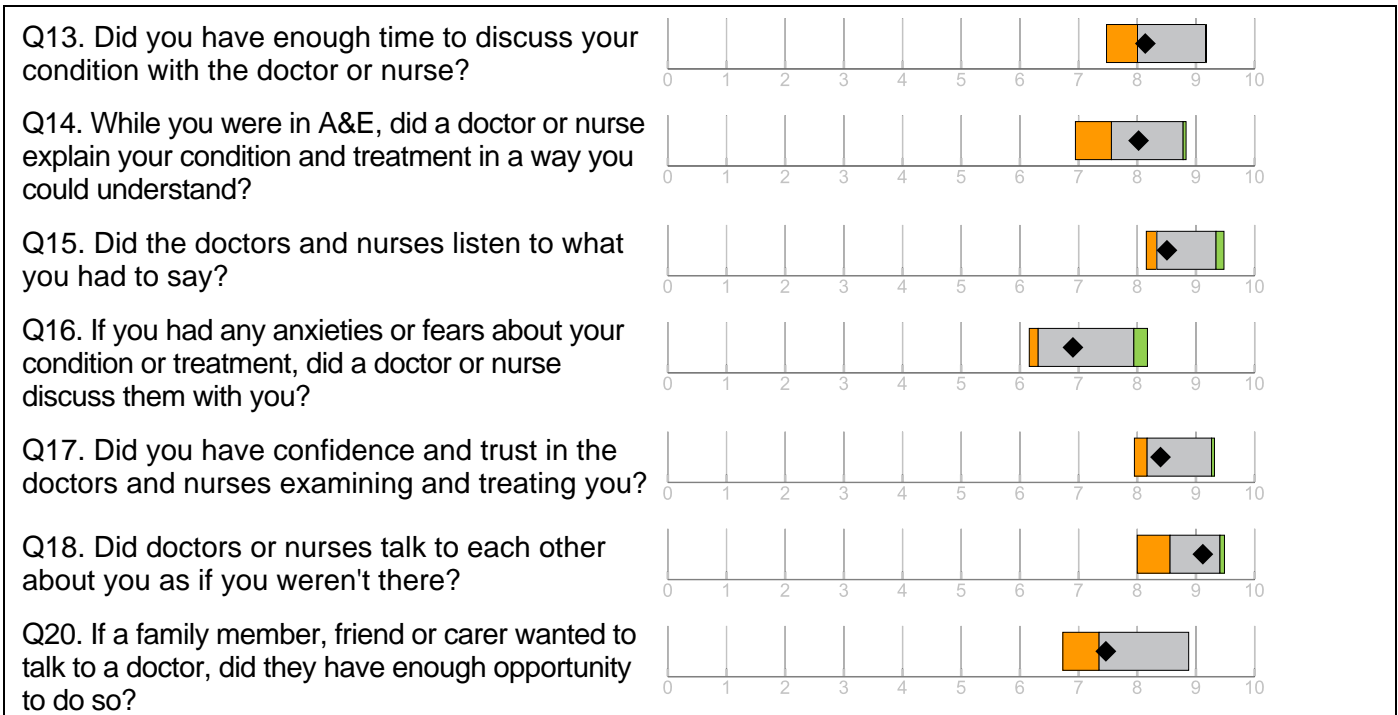 Q13. Did you have enough time to discuss your
condition with the doctor or nurse?
0 1 2 3 4 5 6 7 8 9 10
Q14. While you were in A&E, did a doctor or nurse
explain your condition and treatment in a way you
could understand?
0 1 2 3 4 5 6 7 8 9 10
Q15. Did the doctors and nurses listen to what
you had to say?
0 1 2 3 4 5 6 7 8 9 10
Q16. If you had any anxieties or fears about your
condition or treatment, did a doctor or nurse
discuss them with you?
0 1 2 3 4 5 6 7 8 9 10
Q17. Did you have confidence and trust in the
doctors and nurses examining and treating you?
0 1 2 3 4 5 6 7 8 9 10
Q18. Did doctors or nurses talk to each other
about you as if you weren't there?
0 1 2 3 4 5 6 7 8 9 10
Q20. If a family member, friend or carer wanted to
talk to a doctor, did they have enough opportunity
to do so?
0 1 2 3 4 5 6 7 8 9 10